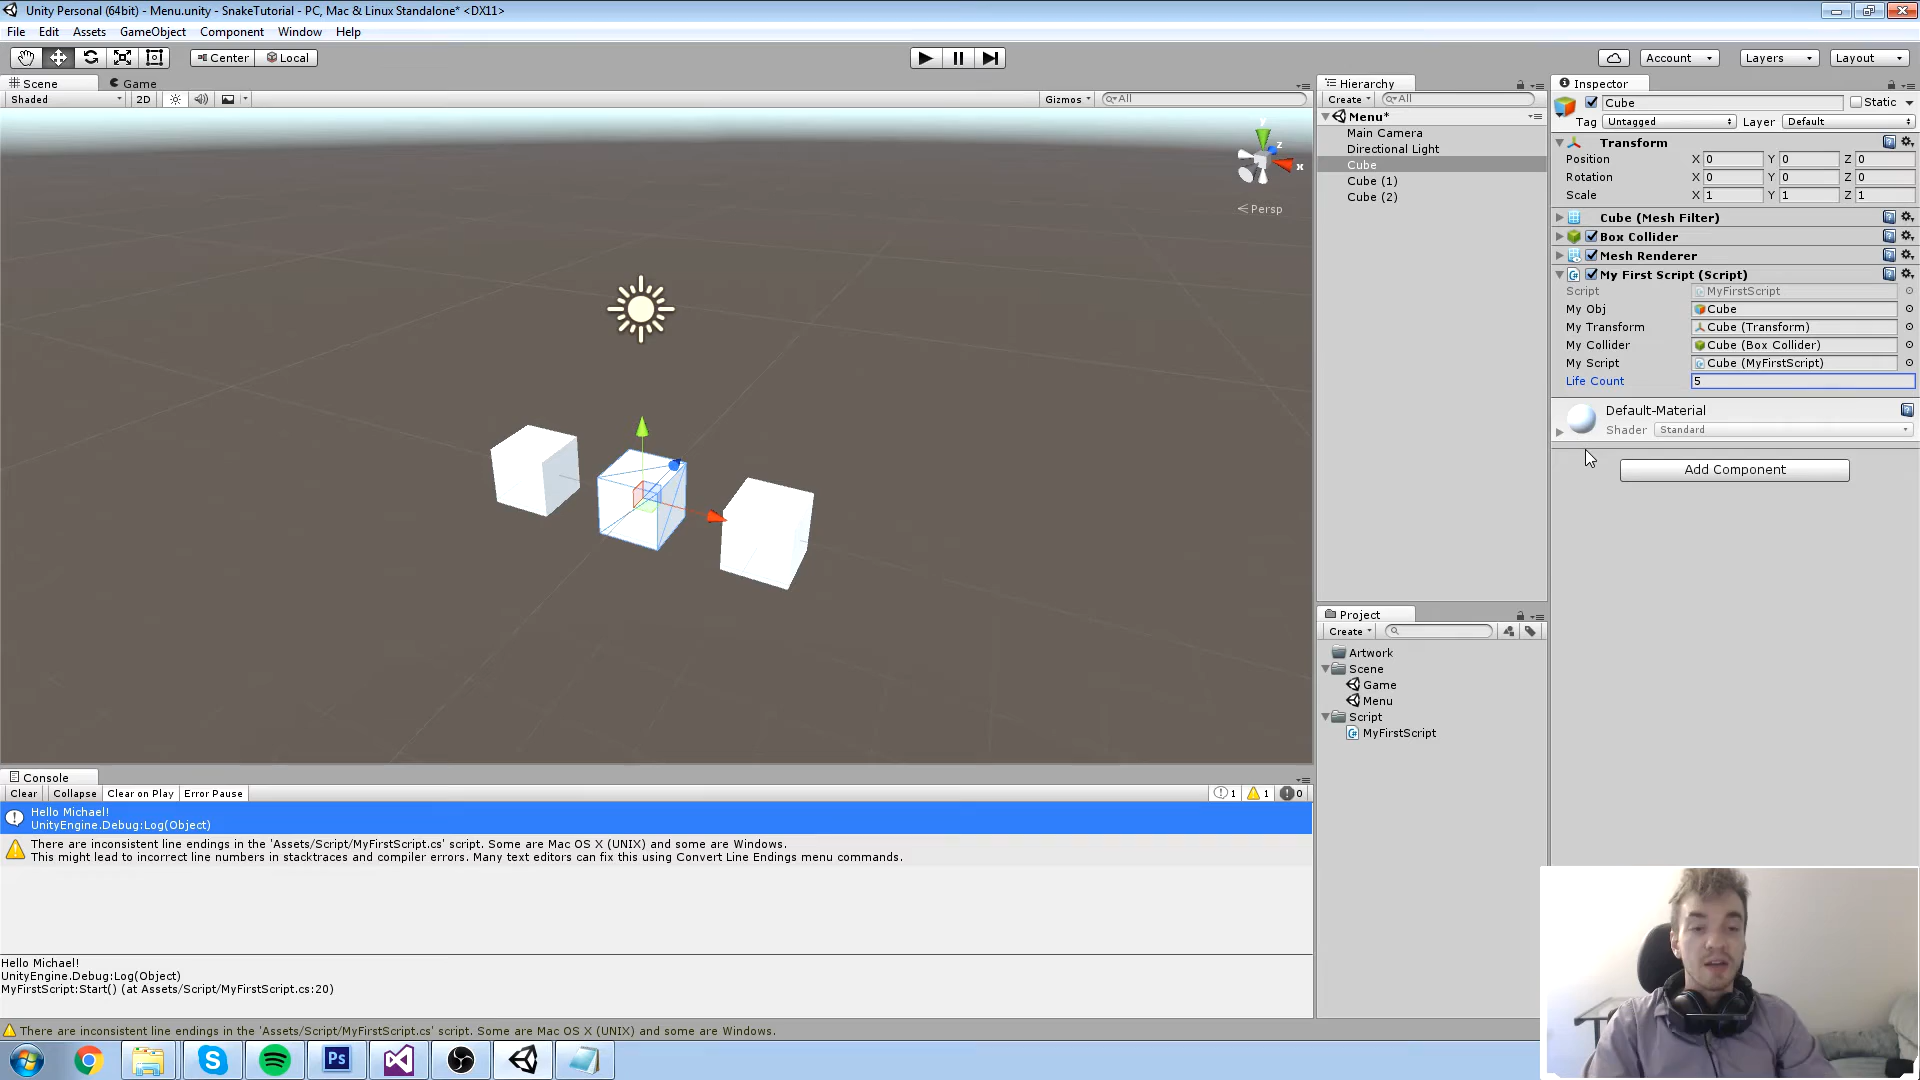 Unity Personal (64bit) - Menu.unity - SnakeTutorial - PC, Mac & Linux Standalone* <DX11>
File Edit Assets GameObject Component Window Help
Center Local Account Layers Layout
Scene Game
Shaded 2D Gizmos All
Persp
y
z
x
Hierarchy
Create All
Menu*
Main Camera
Directional Light
Cube
Cube (1)
Cube (2)
Inspector
Cube Static
Tag Untagged Layer Default
Transform
Position X 0 Y 0 Z 0
Rotation X 0 Y 0 Z 0
Scale X 1 Y 1 Z 1
Cube (Mesh Filter)
Box Collider
Mesh Renderer
My First Script (Script)
Script MyFirstScript
My Obj Cube
My Transform Cube (Transform)
My Collider Cube (Box Collider)
My Script Cube (MyFirstScript)
Life Count 5
Default-Material
Shader Standard
Add Component
Project
Create
Artwork
Scene
Game
Menu
Script
MyFirstScript
Console
Clear Collapse Clear on Play Error Pause 1 1 0
Hello Michael!
UnityEngine.Debug:Log(Object)
There are inconsistent line endings in the 'Assets/Script/MyFirstScript.cs' script. Some are Mac OS X (UNIX) and some are Windows.
This might lead to incorrect line numbers in stacktraces and compiler errors. Many text editors can fix this using Convert Line Endings menu commands.
Hello Michael!
UnityEngine.Debug:Log(Object)
MyFirstScript:Start() (at Assets/Script/MyFirstScript.cs:20)
There are inconsistent line endings in the 'Assets/Script/MyFirstScript.cs' script. Some are Mac OS X (UNIX) and some are Windows.
Ps